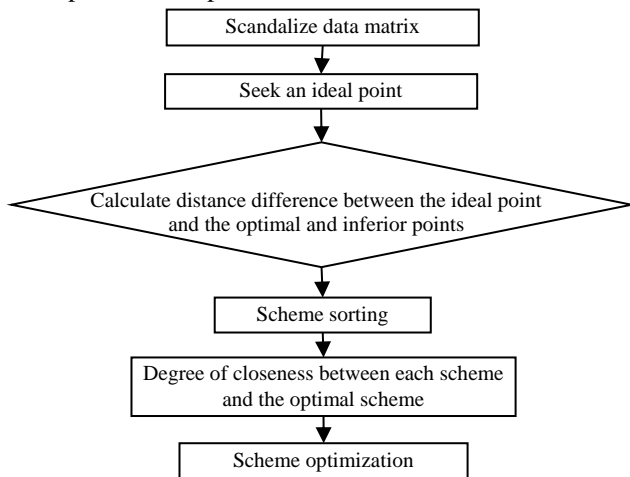 Scandalize data matrix
Seek an ideal point
Calculate distance difference between the ideal point
and the optimal and inferior points
Scheme sorting
Degree of closeness between each scheme
and the optimal scheme
Scheme optimization